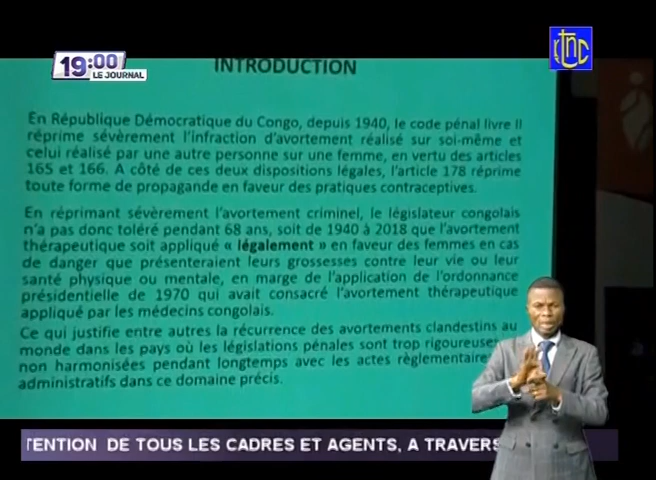 19:00
LE JOURNAL
rtnc
INTRODUCTION
En République Démocratique du Congo, depuis 1940, le code pénal livre II
réprime sévèrement l'infraction d'avortement réalisé sur soi-même et
celui réalisé par une autre personne sur une femme, en vertu des articles
165 et 166. A côté de ces deux dispositions légales, l'article 178 réprime
toute forme de propagande en faveur des pratiques contraceptives.
En réprimant sévèrement l'avortement criminel, le législateur congolais
n'a pas donc toléré pendant 68 ans, soit de 1940 à 2018 que l'avortement
thérapeutique soit appliqué « légalement » en faveur des femmes en cas
de danger que présenteraient leurs grossesses contre leur vie ou leur
santé physique ou mentale, en marge de l'application de l'ordonnance
présidentielle de 1970 qui avait consacré l'avortement thérapeutique
appliqué par les médecins congolais.
Ce qui justifie entre autres la récurrence des avortements clandestins au
monde dans les pays où les législations pénales sont trop rigoureuse
non harmonisées pendant longtemps avec les actes règlementaire
administratifs dans ce domaine précis.
TENTION DE TOUS LES CADRES ET AGENTS, A TRAVERS